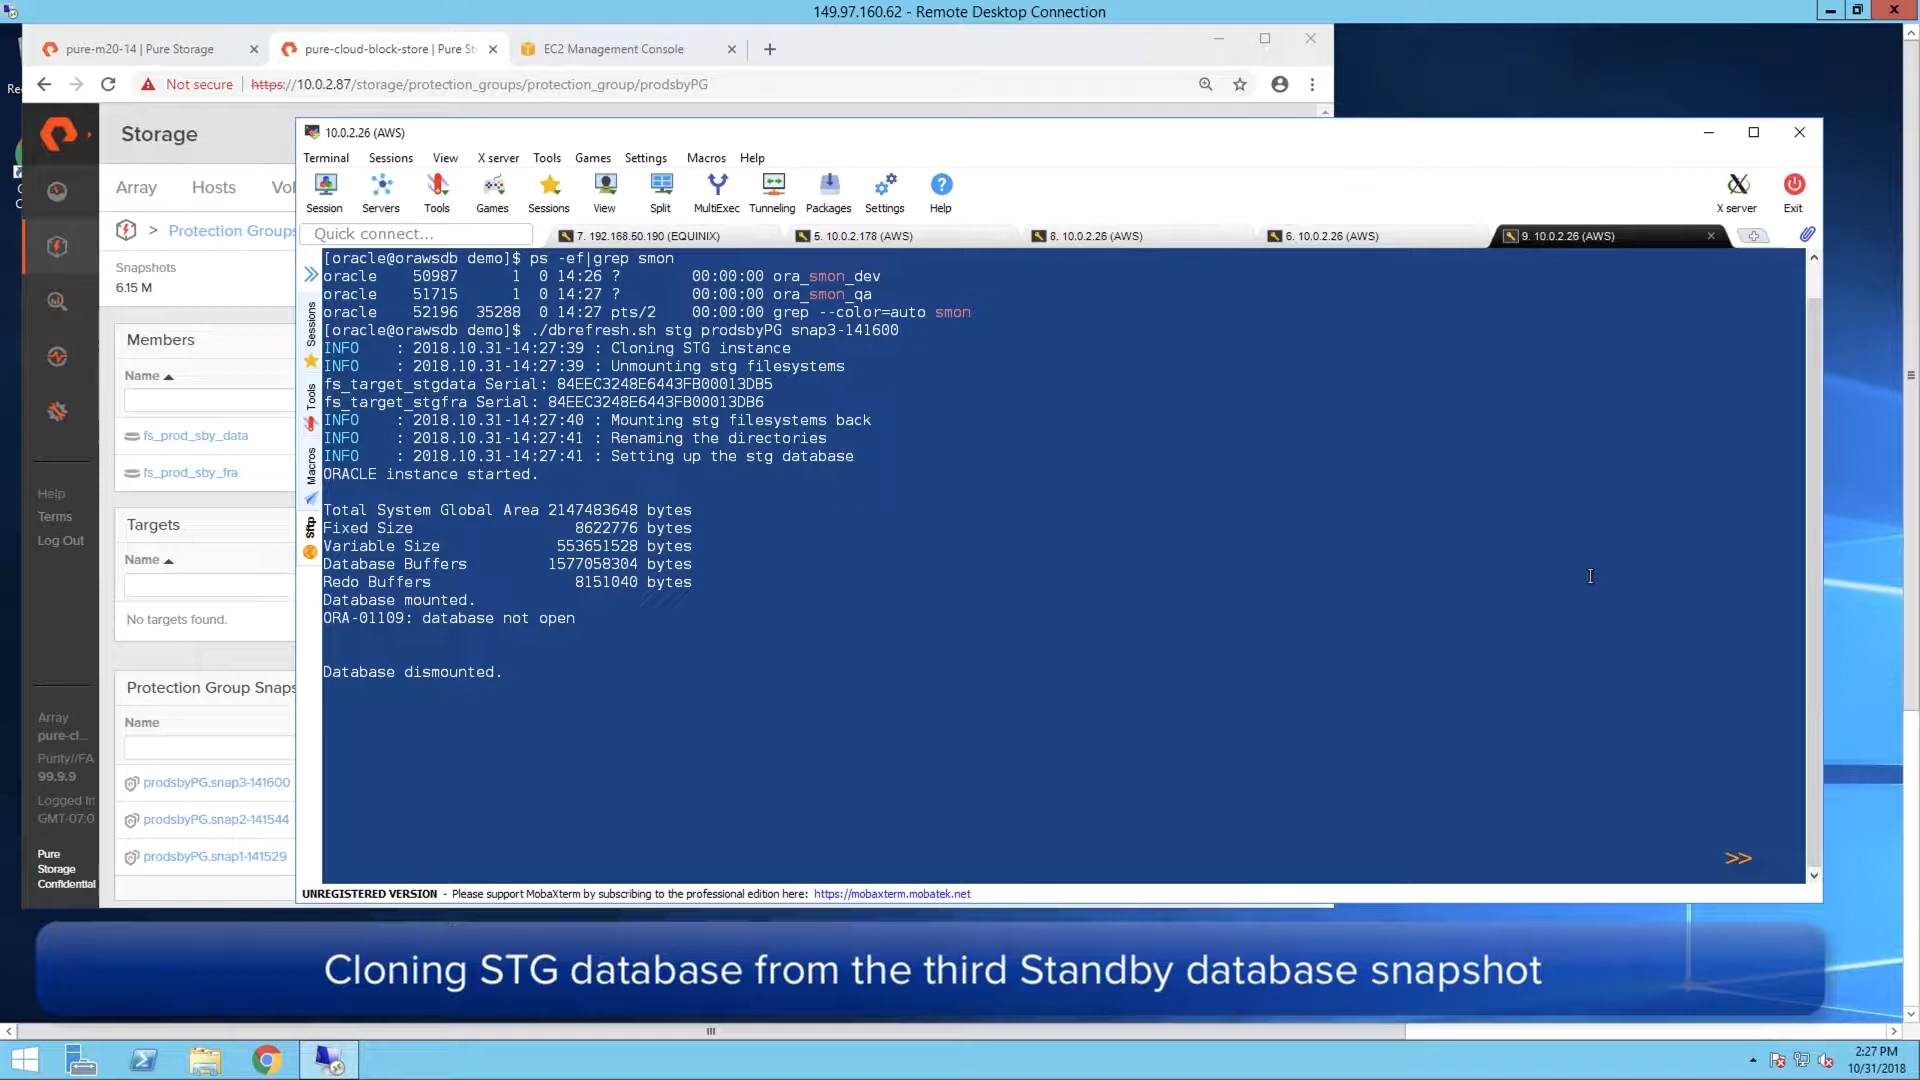 149.97.160.62 - Remote Desktop Connection
pure-m20-14 | Pure Storage
pure-cloud-block-store | Pure St
EC2 Management Console
Not secure
https://10.0.2.87/storage/protection_groups/protection_group/prodsbyPG
Storage
Array
Hosts
Vol
Protection Groups
Snapshots
6.15 M
Members
Name
fs_prod_sby_data
fs_prod_sby_fra
Targets
Name
No targets found.
Protection Group Snaps
Name
prodsbyPG.snap3-141600
prodsbyPG.snap2-141544
prodsbyPG.snap1-141529
Help
Terms
Log Out
Array
pure-cl...
Purity//FA
99.9.9
Logged In
GMT-07:0
Pure
Storage
Confidential
10.0.2.26 (AWS)
Terminal Sessions View X server Tools Games Settings Macros Help
Session Servers Tools Games Sessions View Split MultiExec Tunneling Packages Settings Help
X server Exit
Quick connect...
7. 192.168.50.190 (EQUINIX)
5. 10.0.2.178 (AWS)
8. 10.0.2.26 (AWS)
6. 10.0.2.26 (AWS)
9. 10.0.2.26 (AWS)
Sessions
Tools
Macros
Sftp
[oracle@orawsdb demo]$ ps -ef|grep smon
oracle 50987 1 0 14:26 ? 00:00:00 ora_smon_dev
oracle 51715 1 0 14:27 ? 00:00:00 ora_smon_qa
oracle 52196 35288 0 14:27 pts/2 00:00:00 grep --color=auto smon
[oracle@orawsdb demo]$ ./dbrefresh.sh stg prodsbyPG snap3-141600
INFO : 2018.10.31-14:27:39 : Cloning STG instance
INFO : 2018.10.31-14:27:39 : Unmounting stg filesystems
fs_target_stgdata Serial: 84EEC3248E6443FB00013DB5
fs_target_stgfra Serial: 84EEC3248E6443FB00013DB6
INFO : 2018.10.31-14:27:40 : Mounting stg filesystems back
INFO : 2018.10.31-14:27:41 : Renaming the directories
INFO : 2018.10.31-14:27:41 : Setting up the stg database
ORACLE instance started.
Total System Global Area 2147483648 bytes
Fixed Size 8622776 bytes
Variable Size 553651528 bytes
Database Buffers 1577058304 bytes
Redo Buffers 8151040 bytes
Database mounted.
ORA-01109: database not open
Database dismounted.
>>
UNREGISTERED VERSION - Please support MobaXterm by subscribing to the professional edition here: https://mobaxterm.mobatek.net
Cloning STG database from the third Standby database snapshot
2:27 PM
10/31/2018